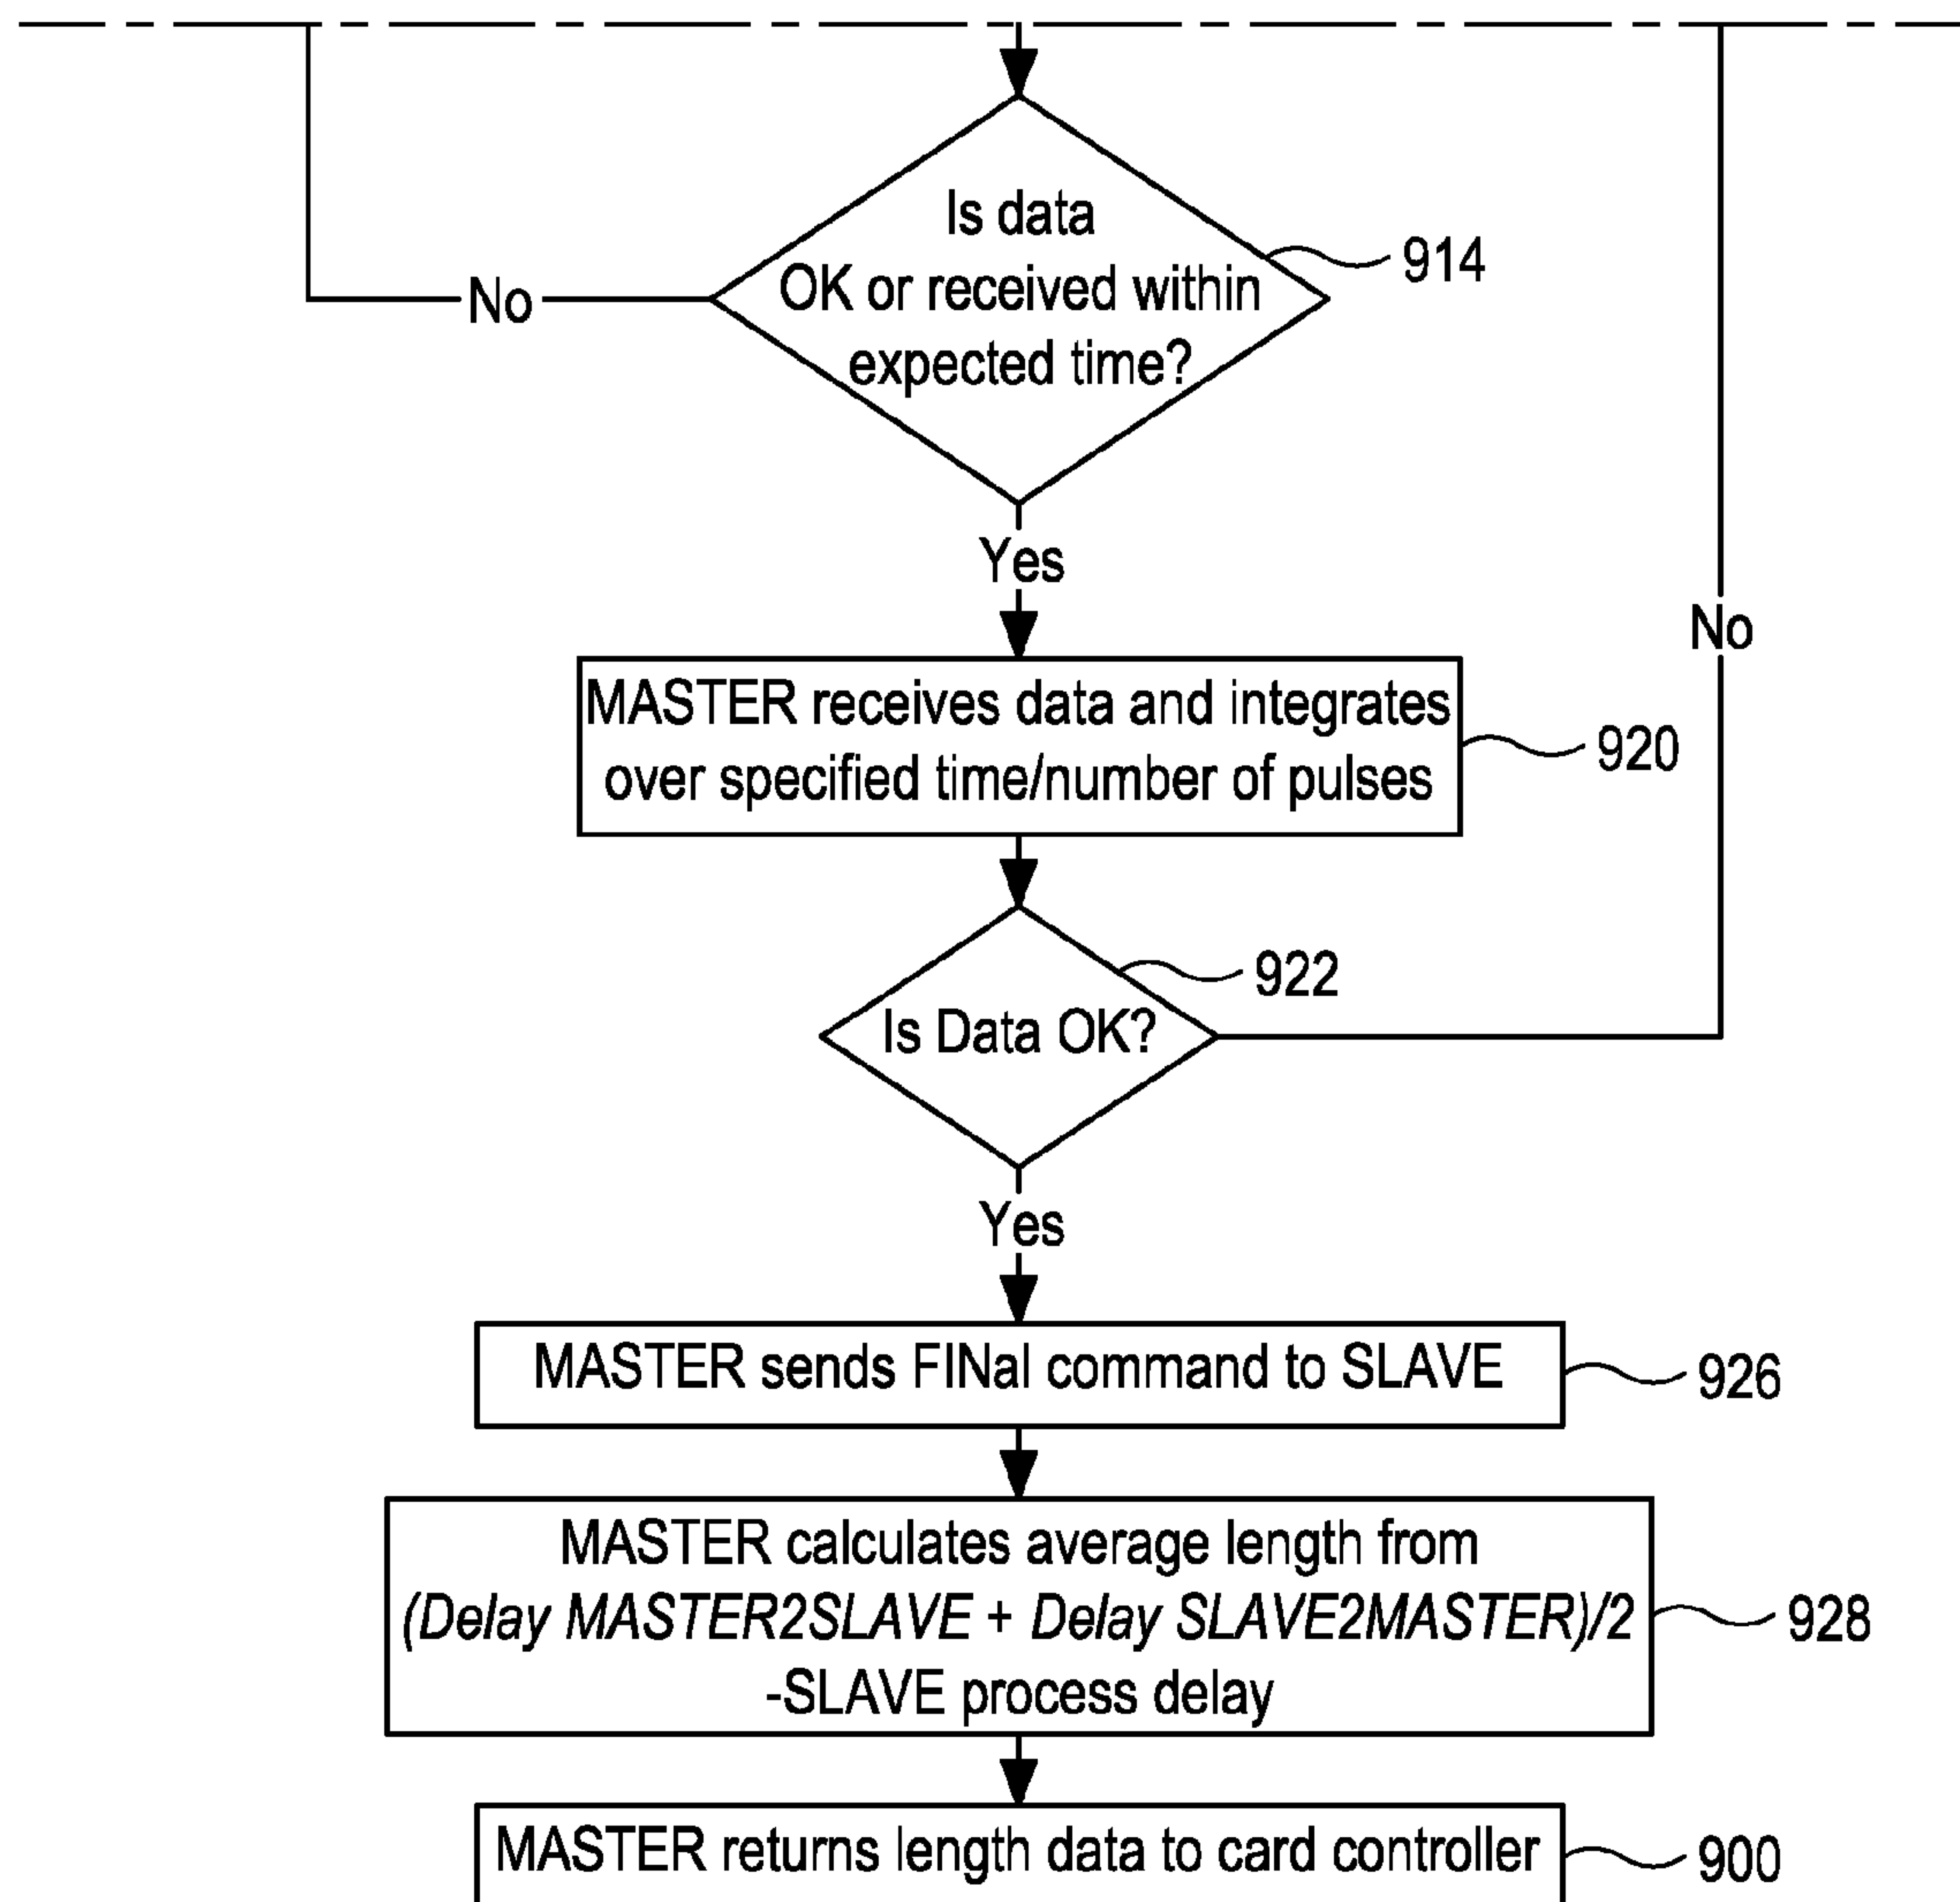 Is data
OK or received within
expected time?
914
No
Yes
No
MASTER receives data and integrates
over specified time/number of pulses
920
922
Is Data OK?
Yes
MASTER sends FINal command to SLAVE
926
MASTER calculates average length from
(Delay MASTER2SLAVE + Delay SLAVE2MASTER)/2
-SLAVE process delay
928
MASTER returns length data to card controller
900